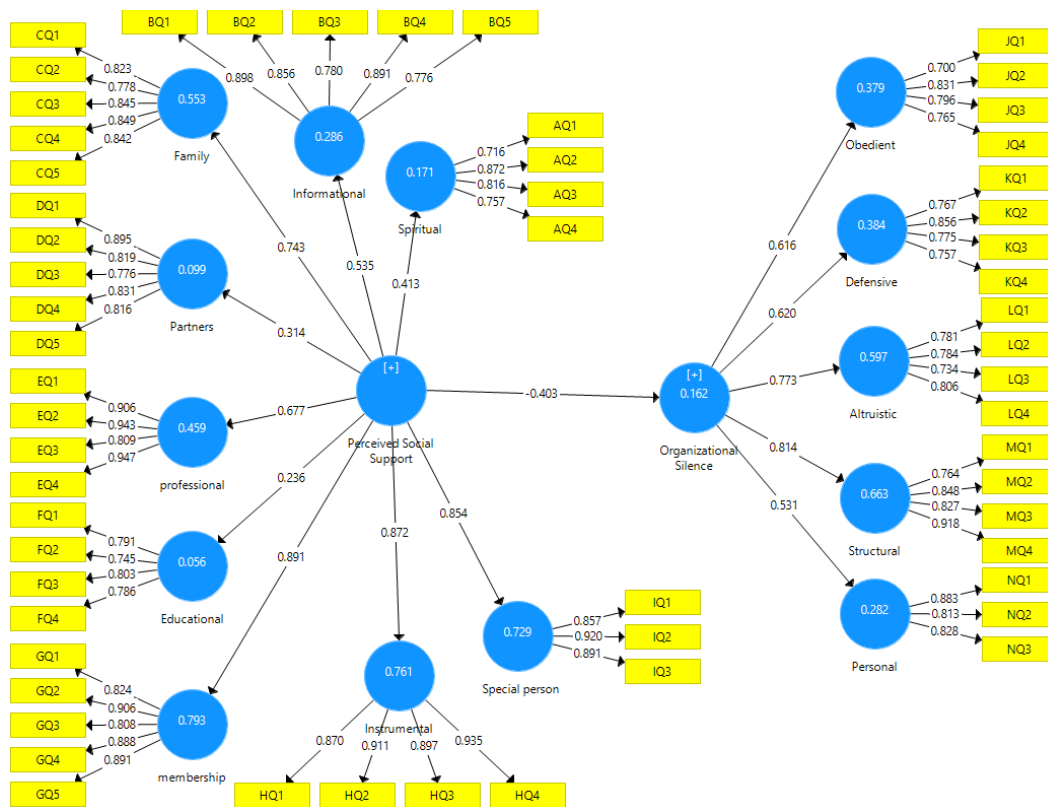 BQ1 BQ2 BQ3 BQ4 BQ5
0.898 0.856 0.780 0.891 0.776
0.286
Informational
CQ1
CQ2
CQ3
CQ4
CQ5
0.823
0.778
0.845
0.849
0.842
0.553
Family
AQ1
AQ2
AQ3
AQ4
0.716
0.872
0.816
0.757
0.171
Spiritual
DQ1
DQ2
DQ3
DQ4
DQ5
0.895
0.819
0.776
0.831
0.816
0.099
Partners
0.743
0.535
0.413
0.314
EQ1
EQ2
EQ3
EQ4
0.906
0.943
0.809
0.947
0.459
professional
0.677
[+]
Perceived Social
Support
-0.403
0.236
FQ1
FQ2
FQ3
FQ4
0.791
0.745
0.803
0.786
0.056
Educational
0.891
0.872
0.854
GQ1
GQ2
GQ3
GQ4
GQ5
0.824
0.906
0.808
0.888
0.891
0.793
membership
0.761
Instrumental
0.870 0.911 0.897 0.935
HQ1 HQ2 HQ3 HQ4
0.729
Special person
0.857
0.920
0.891
IQ1
IQ2
IQ3
[+]
0.162
Organizational
Silence
0.616
0.620
0.773
0.814
0.531
0.379
Obedient
0.700
0.831
0.796
0.765
JQ1
JQ2
JQ3
JQ4
0.384
Defensive
0.767
0.856
0.775
0.757
KQ1
KQ2
KQ3
KQ4
0.597
Altruistic
0.781
0.784
0.734
0.806
LQ1
LQ2
LQ3
LQ4
0.663
Structural
0.764
0.848
0.827
0.918
MQ1
MQ2
MQ3
MQ4
0.282
Personal
0.883
0.813
0.828
NQ1
NQ2
NQ3